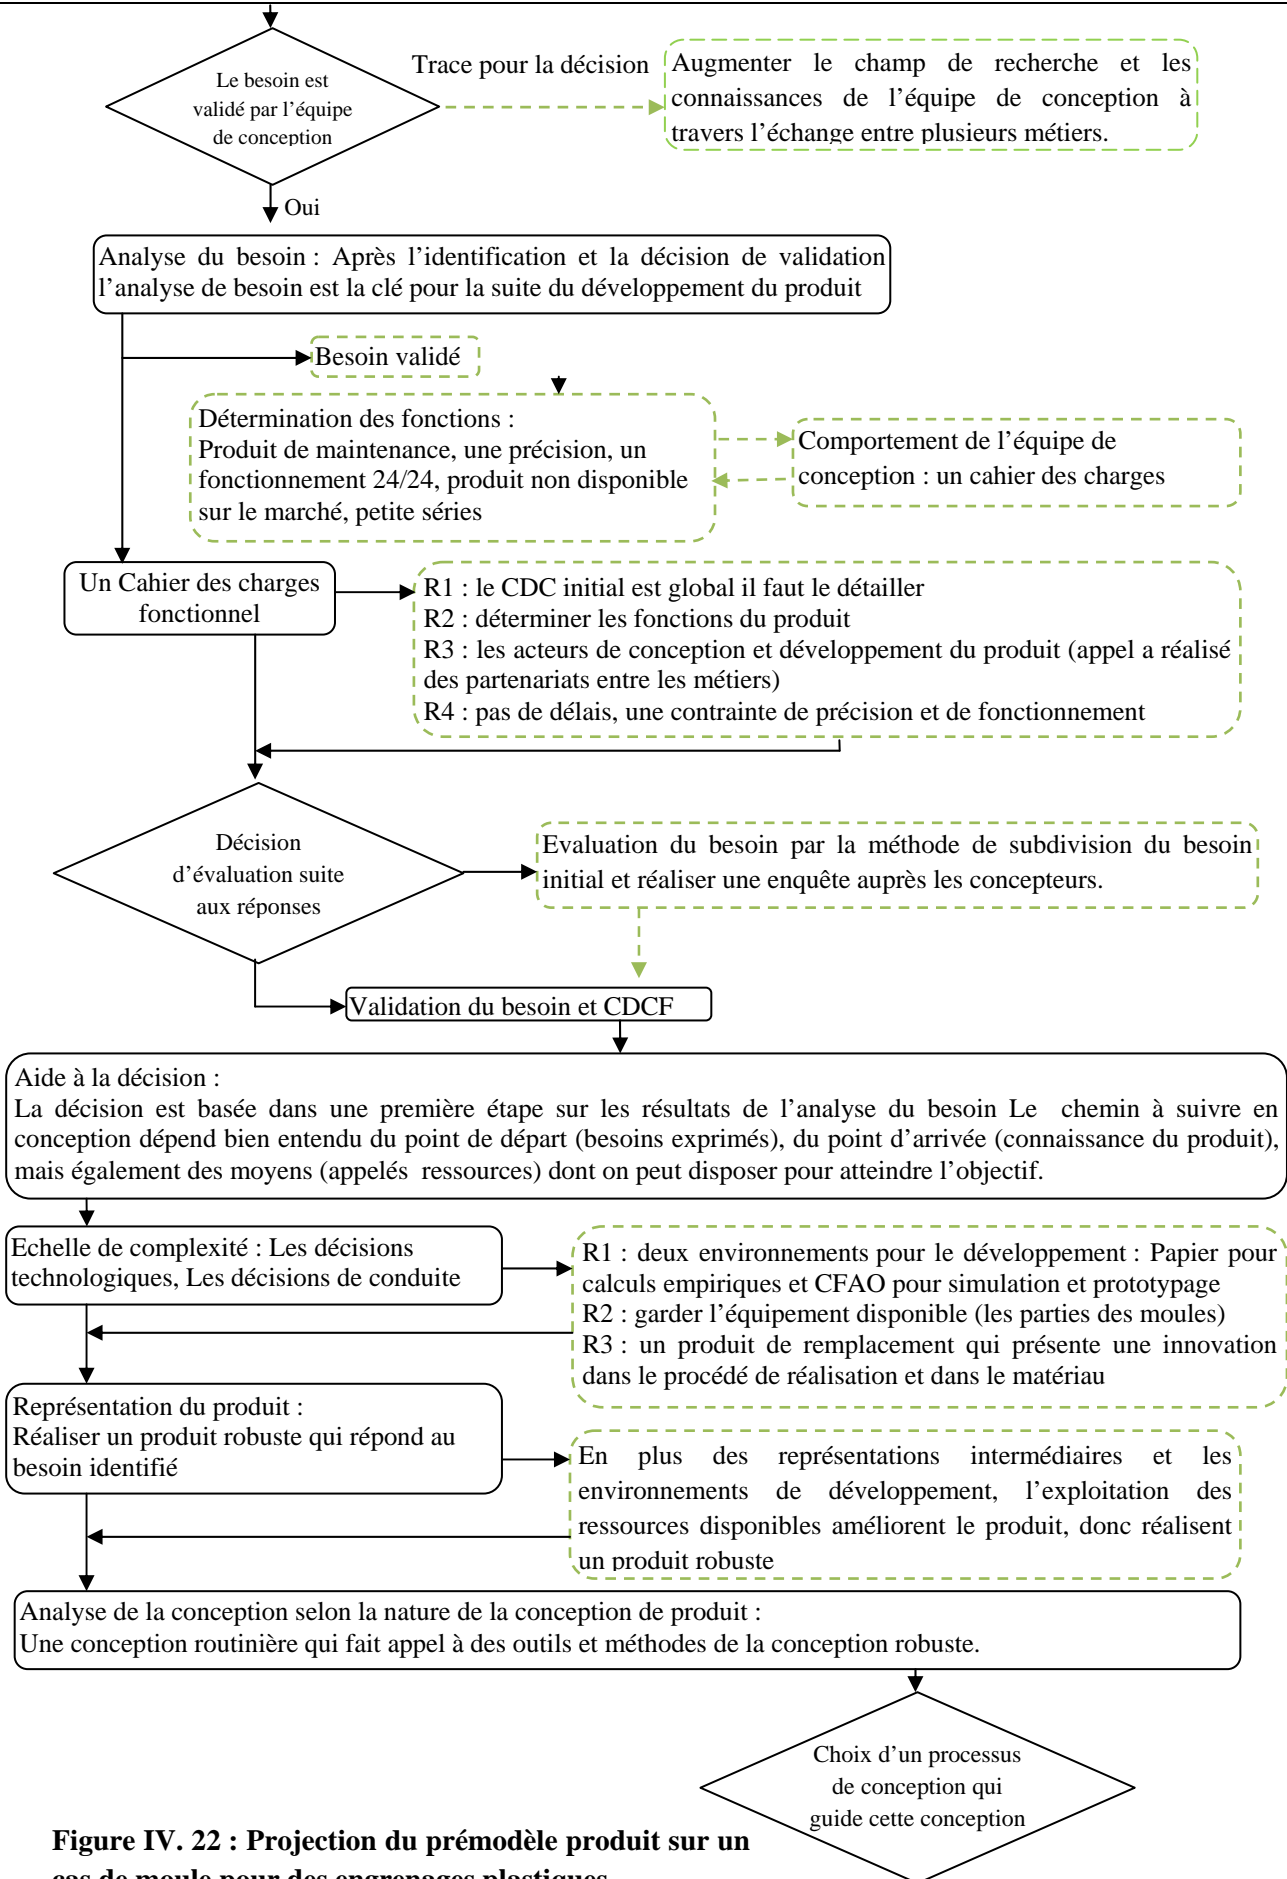 Le besoin est
validé par l’équipe
de conception
Trace pour la décision
Augmenter le champ de recherche et les
connaissances de l’équipe de conception à
travers l’échange entre plusieurs métiers.
Oui
Analyse du besoin : Après l’identification et la décision de validation
l’analyse de besoin est la clé pour la suite du développement du produit
Besoin validé
Détermination des fonctions :
Produit de maintenance, une précision, un
fonctionnement 24/24, produit non disponible
sur le marché, petite séries
Comportement de l’équipe de
conception : un cahier des charges
Un Cahier des charges
fonctionnel
R1 : le CDC initial est global il faut le détailler
R2 : déterminer les fonctions du produit
R3 : les acteurs de conception et développement du produit (appel a réalisé
des partenariats entre les métiers)
R4 : pas de délais, une contrainte de précision et de fonctionnement
Décision
d’évaluation suite
aux réponses
Evaluation du besoin par la méthode de subdivision du besoin
initial et réaliser une enquête auprès les concepteurs.
Validation du besoin et CDCF
Aide à la décision :
La décision est basée dans une première étape sur les résultats de l’analyse du besoin Le chemin à suivre en
conception dépend bien entendu du point de départ (besoins exprimés), du point d’arrivée (connaissance du produit),
mais également des moyens (appelés ressources) dont on peut disposer pour atteindre l’objectif.
Echelle de complexité : Les décisions
technologiques, Les décisions de conduite
R1 : deux environnements pour le développement : Papier pour
calculs empiriques et CFAO pour simulation et prototypage
R2 : garder l’équipement disponible (les parties des moules)
R3 : un produit de remplacement qui présente une innovation
dans le procédé de réalisation et dans le matériau
Représentation du produit :
Réaliser un produit robuste qui répond au
besoin identifié
En plus des représentations intermédiaires et les
environnements de développement, l’exploitation des
ressources disponibles améliorent le produit, donc réalisent
un produit robuste
Analyse de la conception selon la nature de la conception de produit :
Une conception routinière qui fait appel à des outils et méthodes de la conception robuste.
Choix d’un processus
de conception qui
guide cette conception
Figure IV. 22 : Projection du prémodèle produit sur un
cas de moule pour des engrenages plastiques